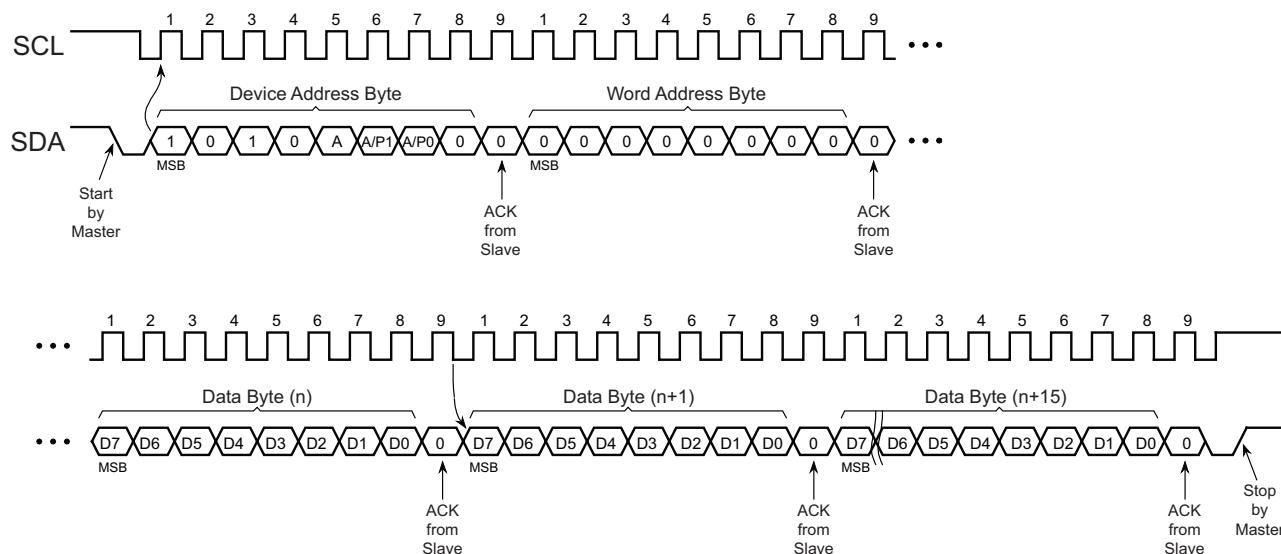 1 2 3 4 5 6 7 8 9 1 2 3 4 5 6 7 8 9
SCL
Device Address Byte Word Address Byte
SDA 1 0 1 0 A A/P1 A/P0 0 0 0 0 0 0 0 0 0 0 0
MSB MSB
Start
by
Master
ACK
from
Slave
ACK
from
Slave
1 2 3 4 5 6 7 8 9 1 2 3 4 5 6 7 8 9 1 2 3 4 5 6 7 8 9
Data Byte (n) Data Byte (n+1) Data Byte (n+15)
D7 D6 D5 D4 D3 D2 D1 D0 0 D7 D6 D5 D4 D3 D2 D1 D0 0 D7 D6 D5 D4 D3 D2 D1 D0 0
MSB MSB MSB
ACK
from
Slave
ACK
from
Slave
ACK
from
Slave
Stop
by
Master